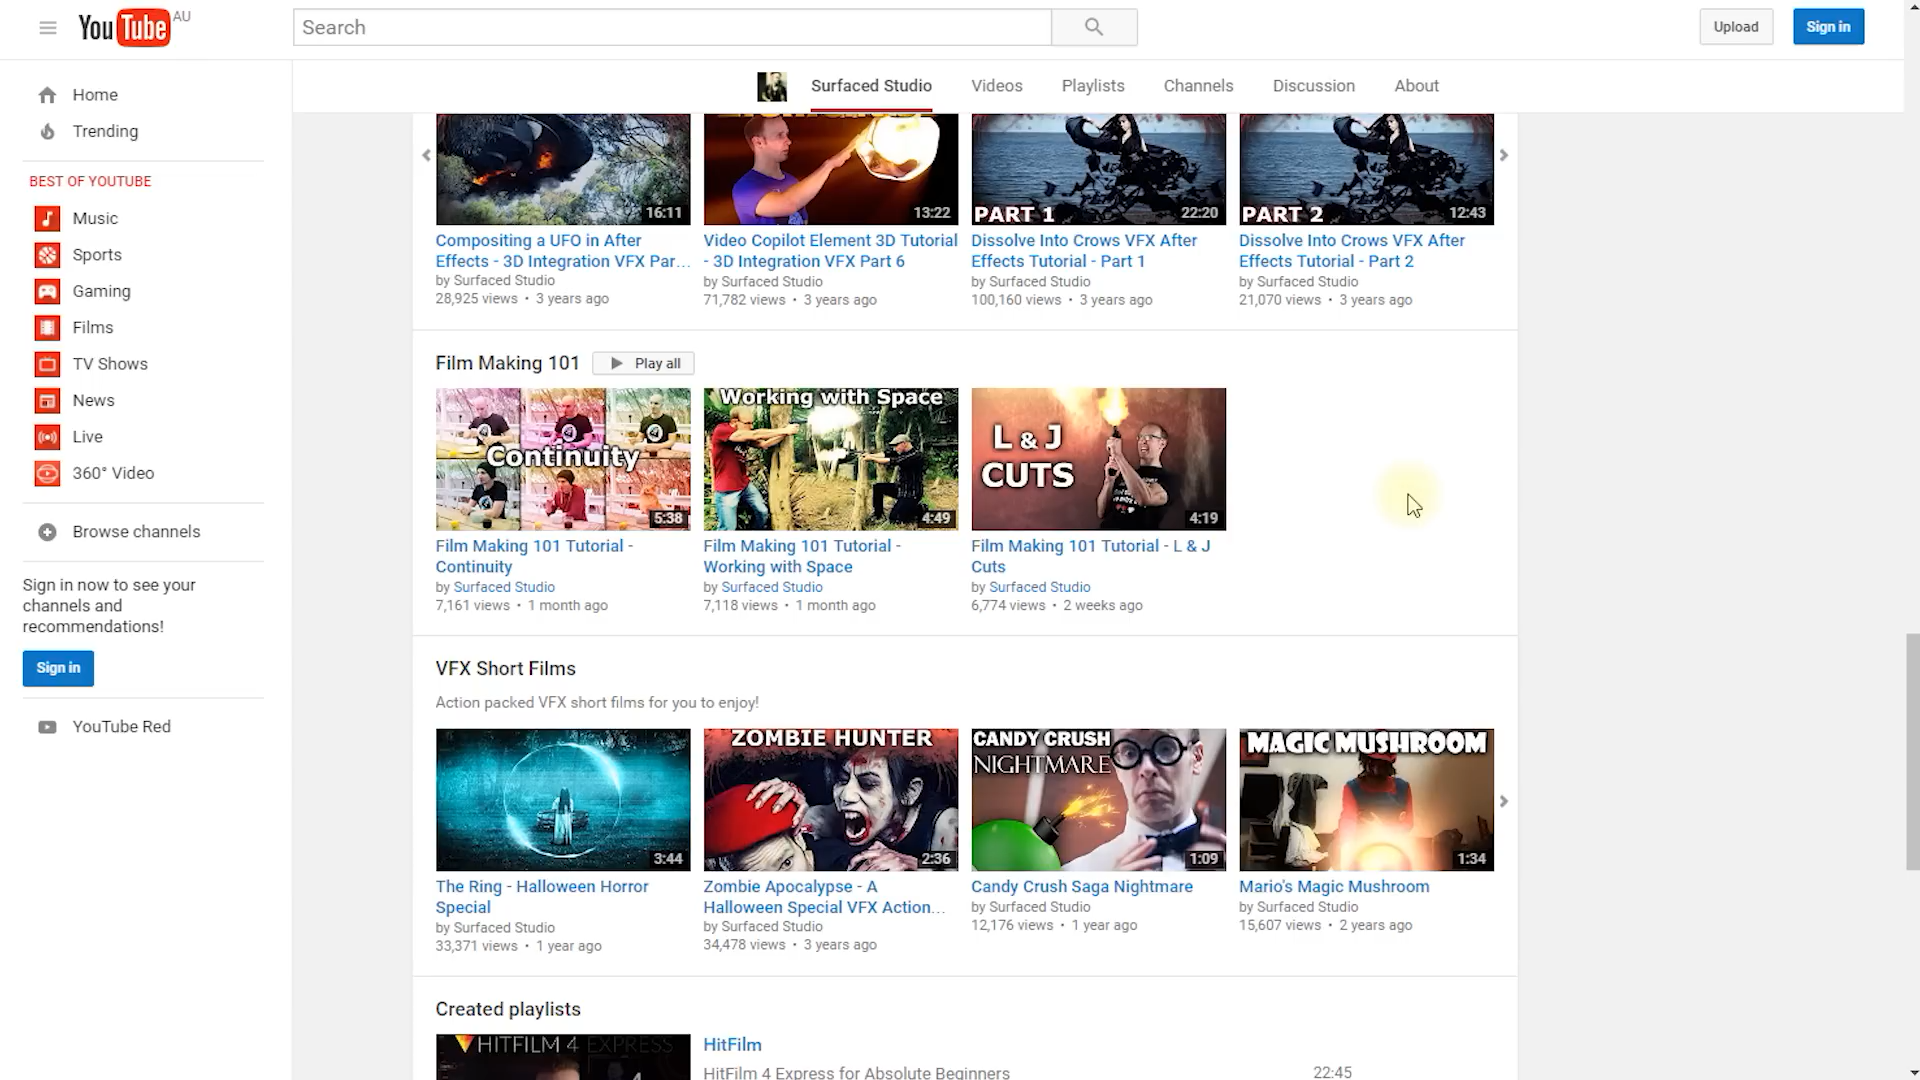 YouTube AU
Search
Upload
Sign in
Home
Trending
BEST OF YOUTUBE
Music
Sports
Gaming
Films
TV Shows
News
Live
360° Video
Browse channels
Sign in now to see your
channels and
recommendations!
Sign in
YouTube Red
Surfaced Studio
Videos
Playlists
Channels
Discussion
About
16:11
13:22
PART 1
22:20
PART 2
12:43
Compositing a UFO in After
Effects - 3D Integration VFX Par...
by Surfaced Studio
28,925 views • 3 years ago
Video Copilot Element 3D Tutorial
- 3D Integration VFX Part 6
by Surfaced Studio
71,782 views • 3 years ago
Dissolve Into Crows VFX After
Effects Tutorial - Part 1
by Surfaced Studio
100,160 views • 3 years ago
Dissolve Into Crows VFX After
Effects Tutorial - Part 2
by Surfaced Studio
21,070 views • 3 years ago
Film Making 101
Play all
Continuity
5:38
Working with Space
4:49
L & J
CUTS
4:19
Film Making 101 Tutorial -
Continuity
by Surfaced Studio
7,161 views • 1 month ago
Film Making 101 Tutorial -
Working with Space
by Surfaced Studio
7,118 views • 1 month ago
Film Making 101 Tutorial - L & J
Cuts
by Surfaced Studio
6,774 views • 2 weeks ago
VFX Short Films
Action packed VFX short films for you to enjoy!
3:44
ZOMBIE HUNTER
2:36
CANDY CRUSH
NIGHTMARE
1:09
MAGIC MUSHROOM
1:34
The Ring - Halloween Horror
Special
by Surfaced Studio
33,371 views • 1 year ago
Zombie Apocalypse - A
Halloween Special VFX Action...
by Surfaced Studio
34,478 views • 3 years ago
Candy Crush Saga Nightmare
by Surfaced Studio
12,176 views • 1 year ago
Mario's Magic Mushroom
by Surfaced Studio
15,607 views • 2 years ago
Created playlists
HITFILM 4 EXPRESS
HitFilm
HitFilm 4 Express for Absolute Beginners
22:45